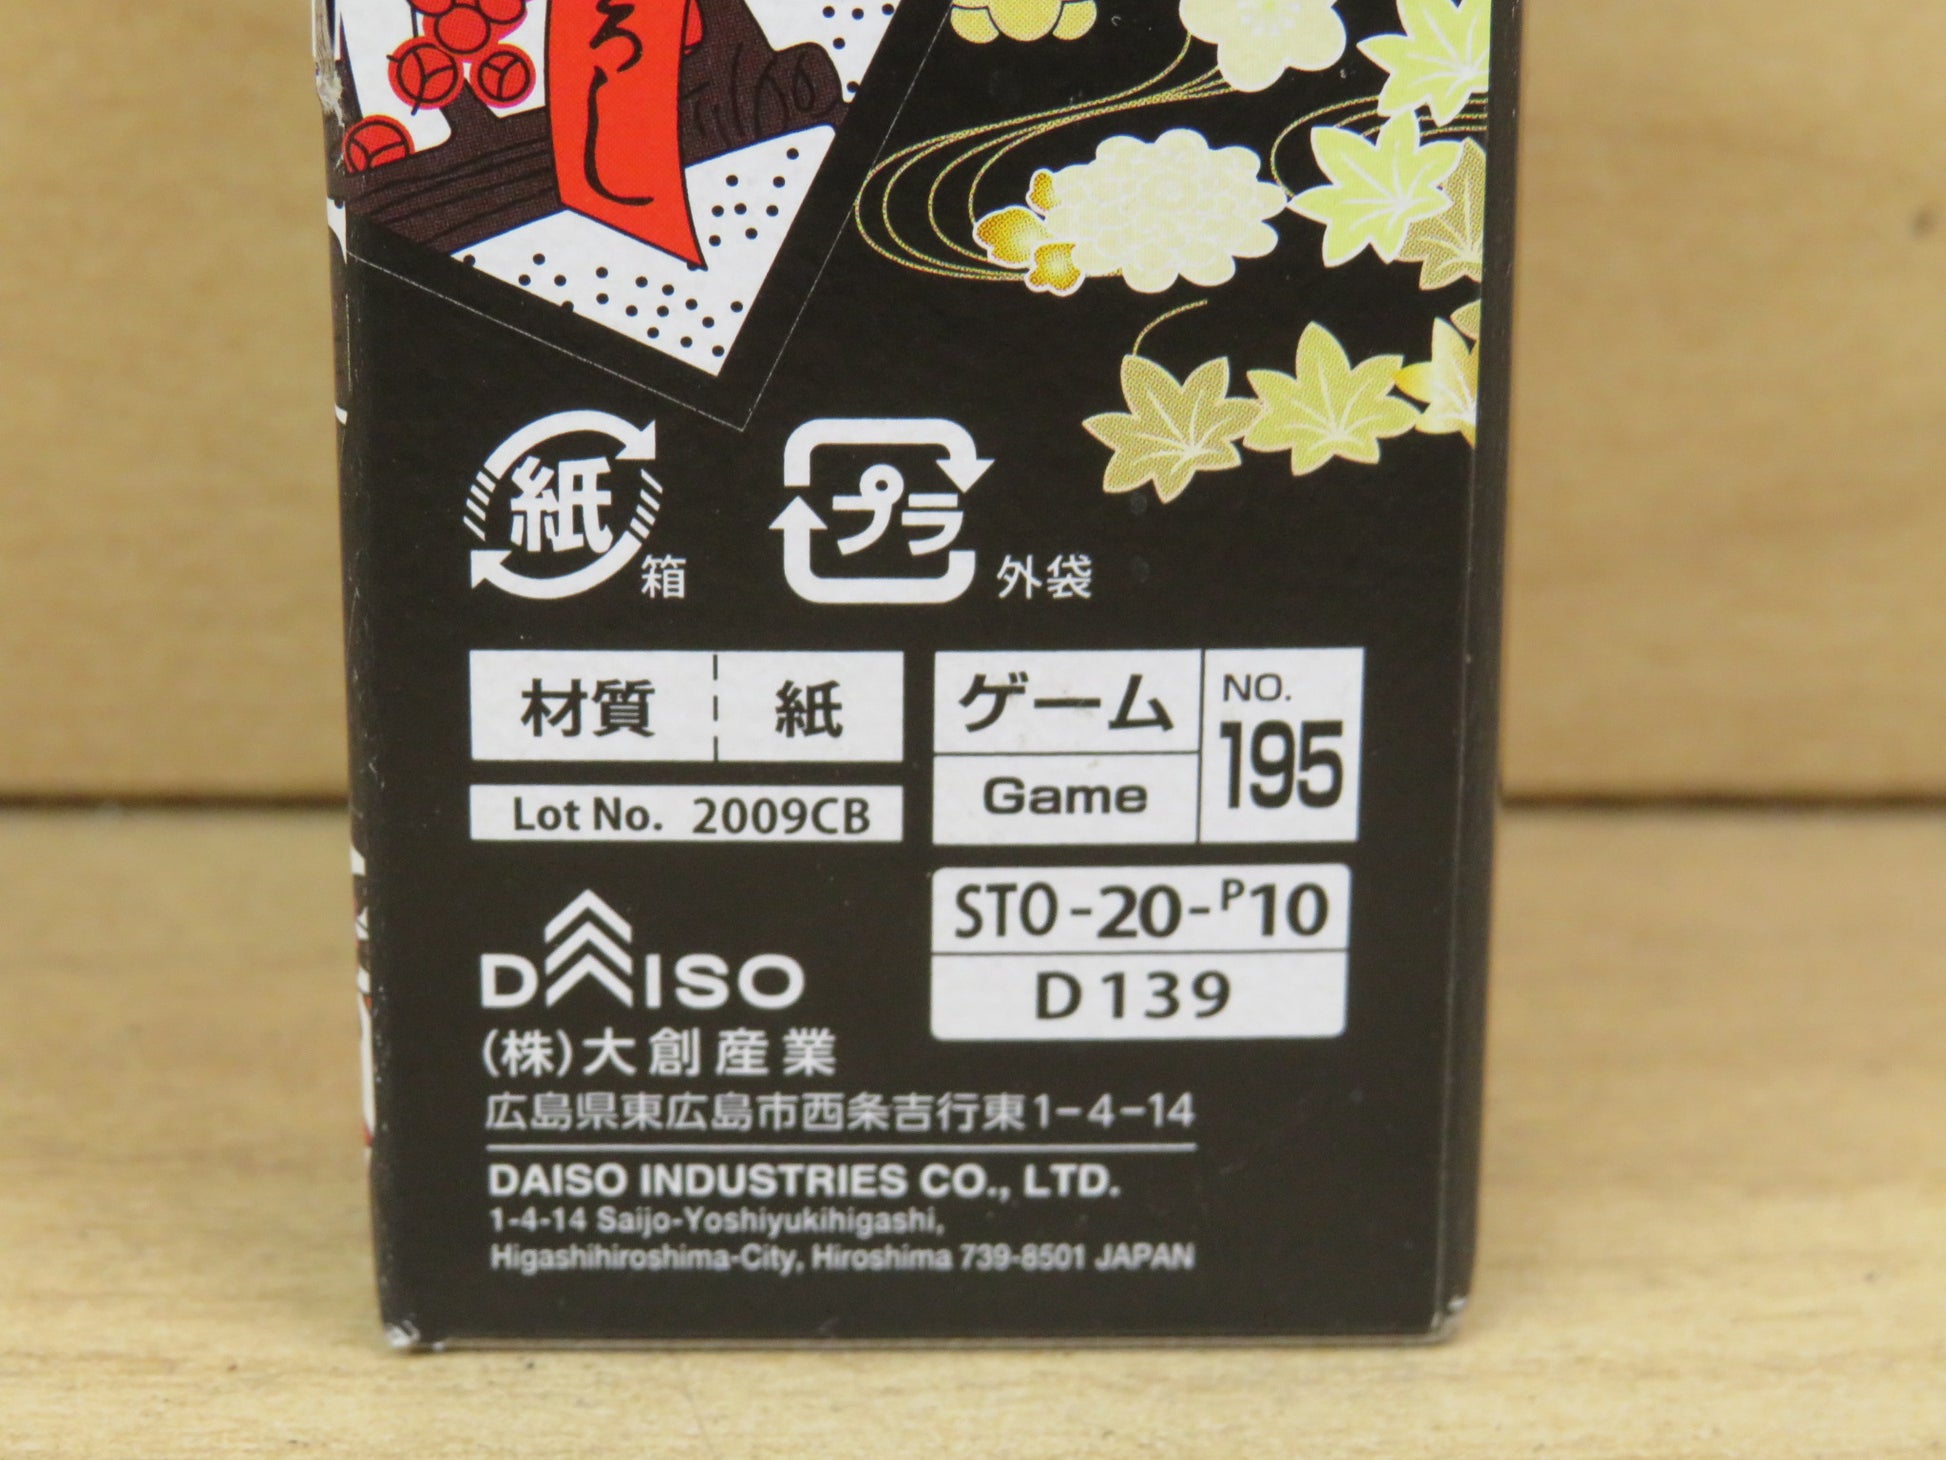 ろし
紙 箱
プラ 外袋
材質 紙
Lot No. 2009CB
ゲーム
Game
NO.
195
STO-20-P10
D139
DAISO
(株)大創産業
広島県東広島市西条吉行東1-4-14
DAISO INDUSTRIES CO., LTD.
1-4-14 Saijo-Yoshiyukihigashi,
Higashihiroshima-City, Hiroshima 739-8501 JAPAN